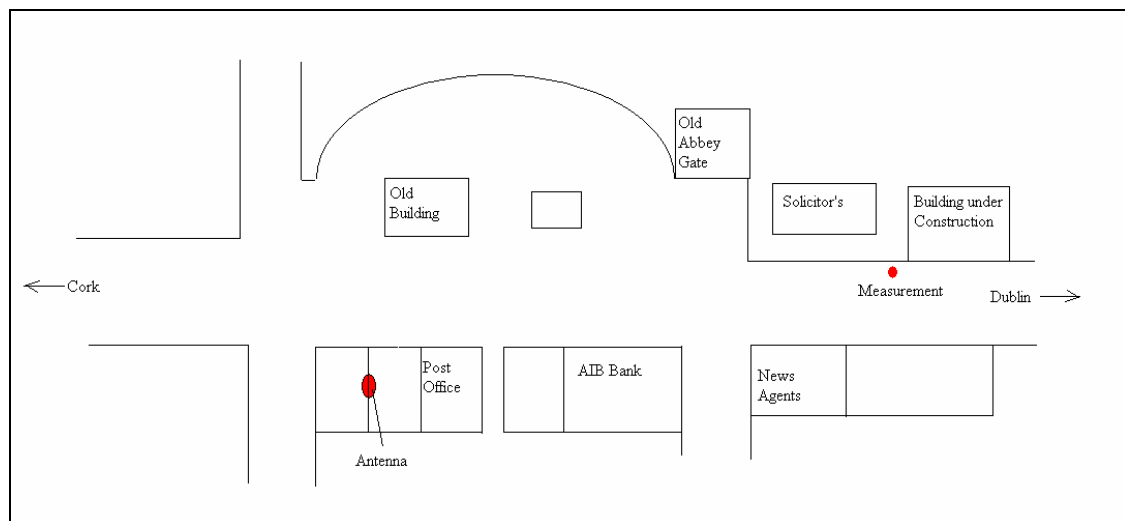 Old
Abbey
Gate
Old
Building
Solicitor's
Building under
Construction
Cork
Measurement
Dublin
Post
Office
AIB Bank
News
Agents
Antenna